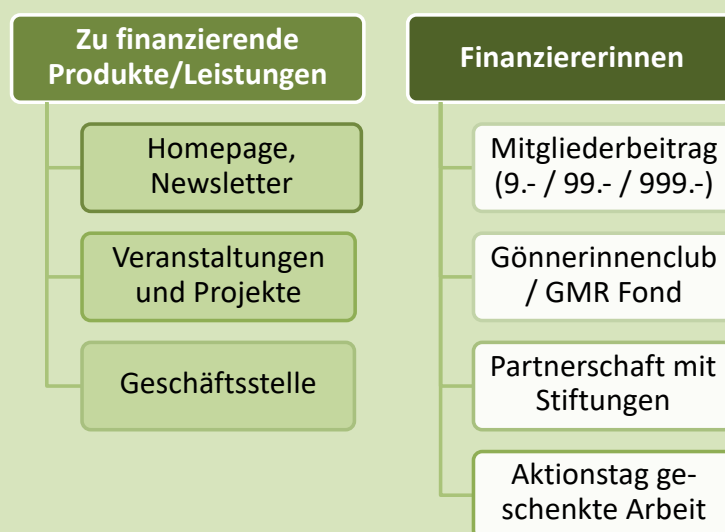 Zu finanzierende
Produkte/Leistungen
Homepage,
Newsletter
Veranstaltungen
und Projekte
Geschäftsstelle
Finanziererinnen
Mitgliederbeitrag
(9.- / 99.- / 999.-)
Gönnerinnenclub
/ GMR Fond
Partnerschaft mit
Stiftungen
Aktionstag ge-
schenkte Arbeit